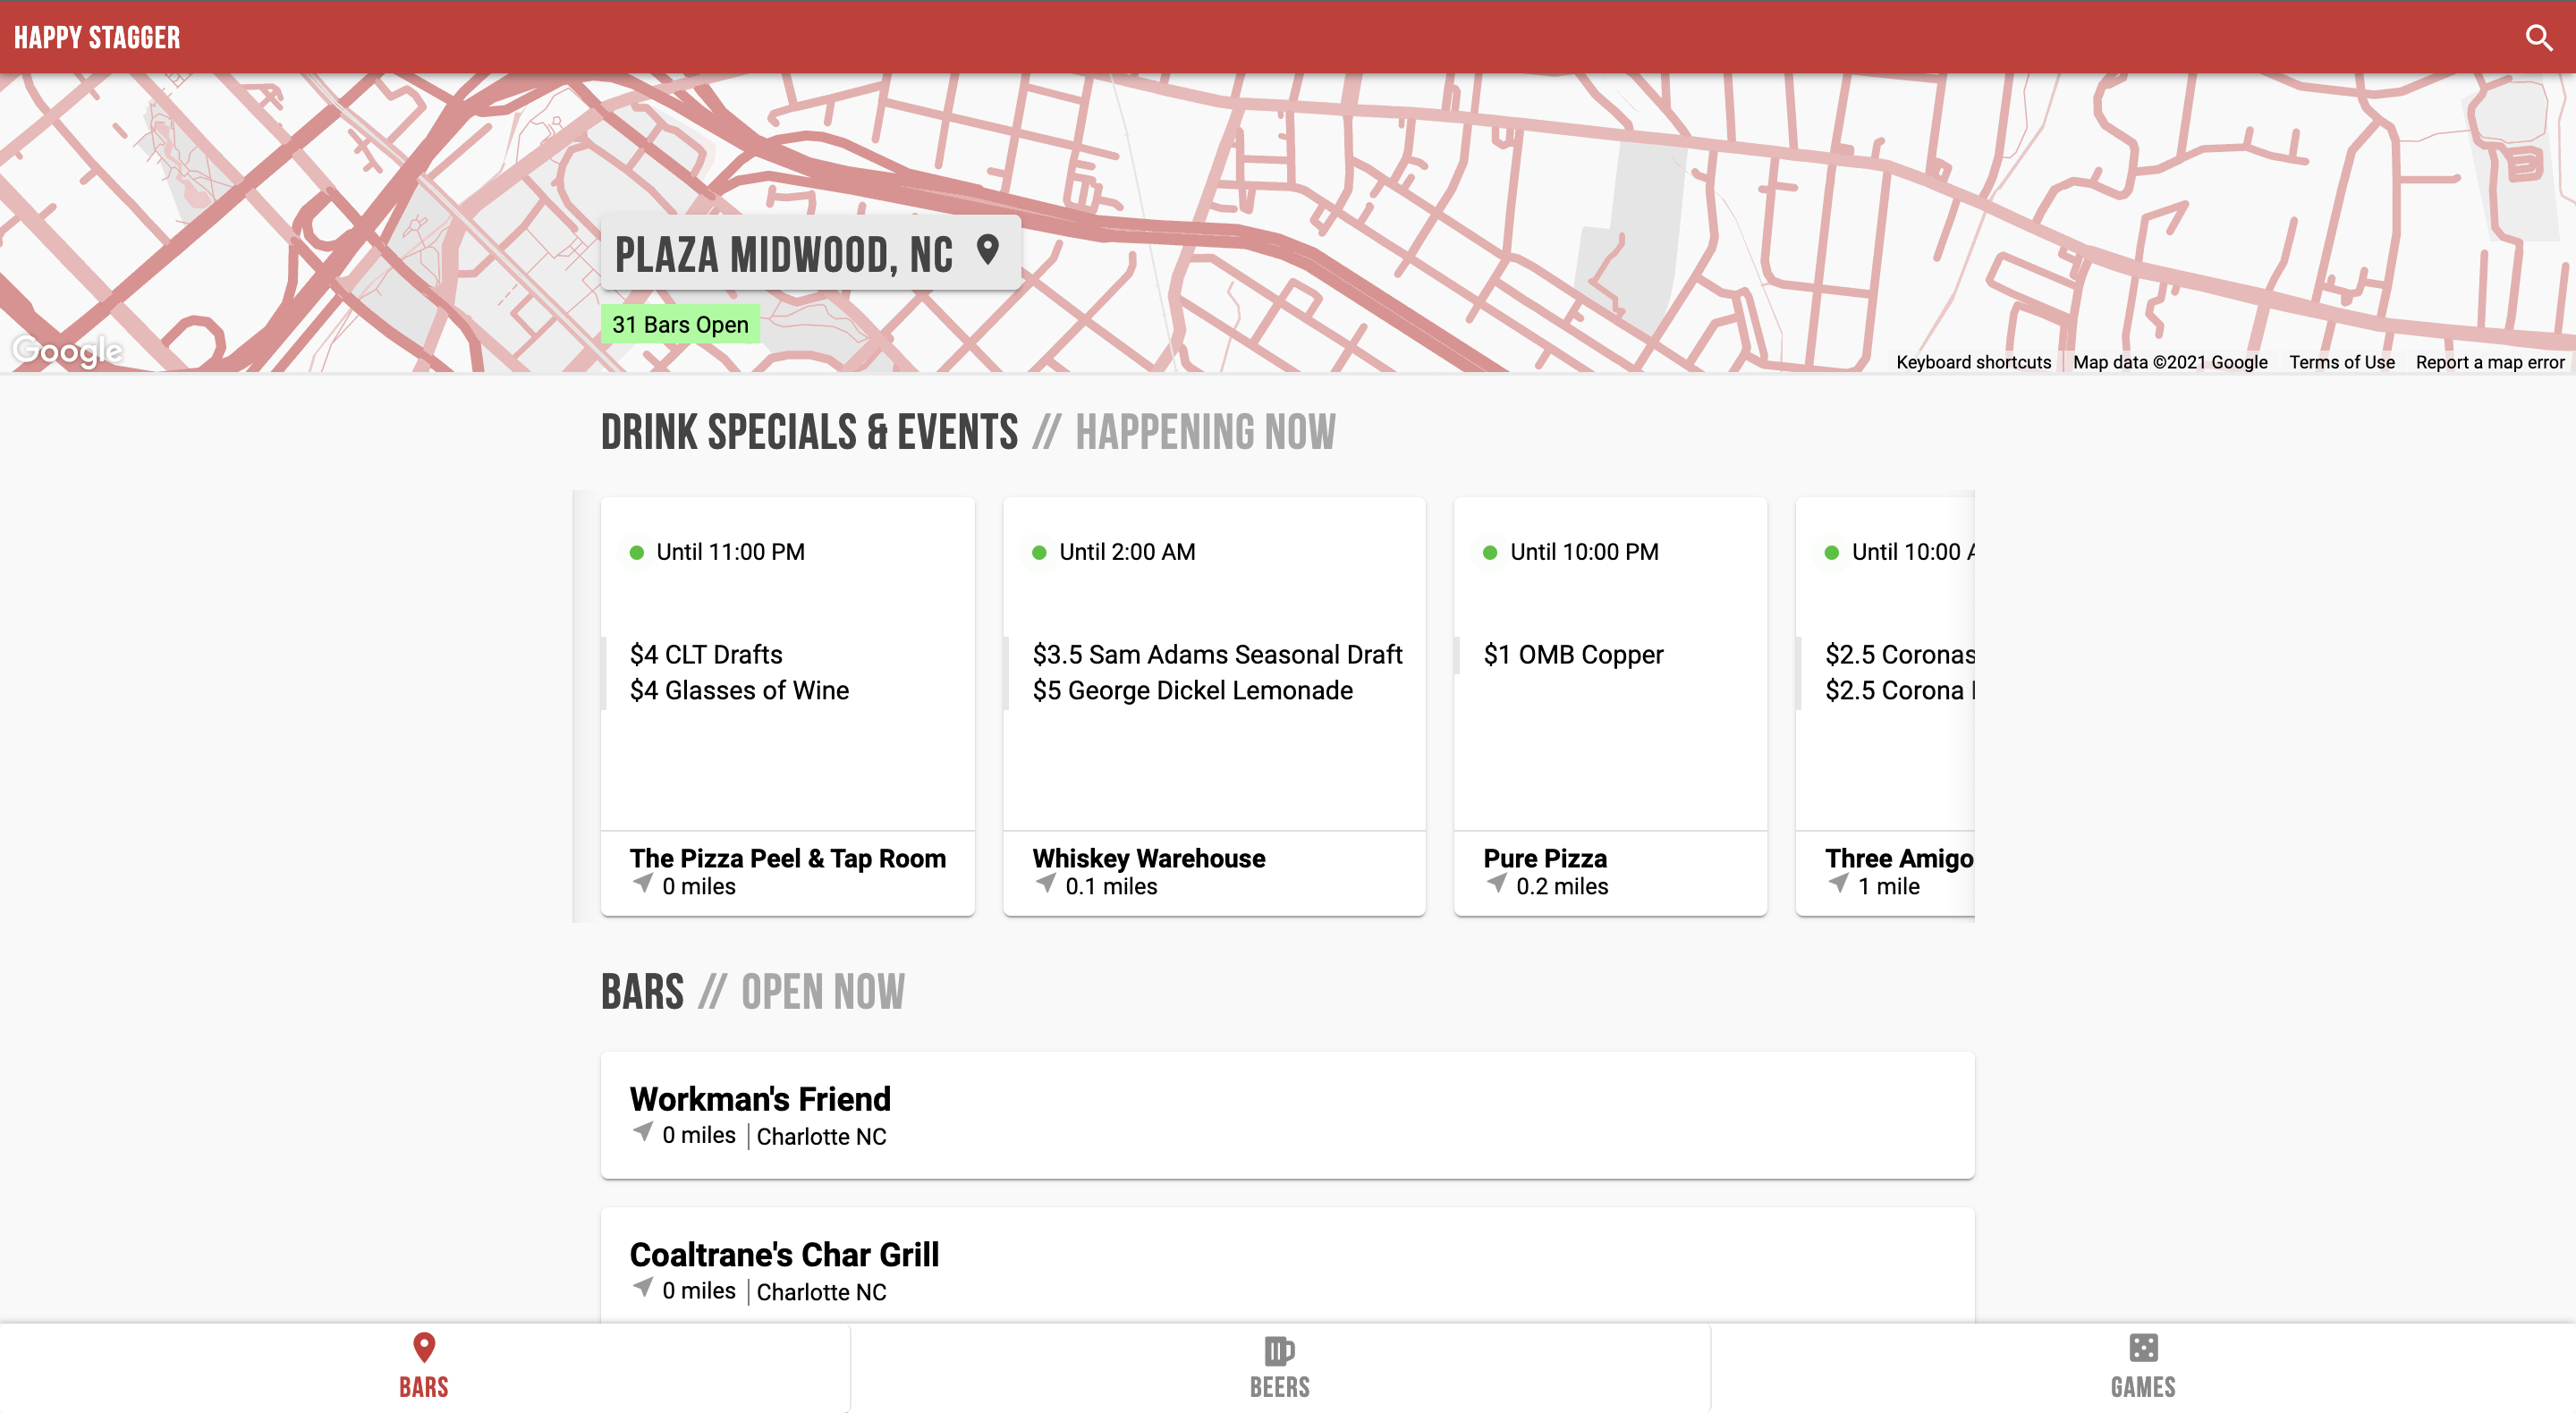 HAPPY STAGGER
PLAZA MIDWOOD, NC
31 Bars Open
Google
Keyboard shortcuts
Map data ©2021 Google
Terms of Use
Report a map error
DRINK SPECIALS & EVENTS // HAPPENING NOW
Until 11:00 PM
$4 CLT Drafts
$4 Glasses of Wine
The Pizza Peel & Tap Room
0 miles
Until 2:00 AM
$3.5 Sam Adams Seasonal Draft
$5 George Dickel Lemonade
Whiskey Warehouse
0.1 miles
Until 10:00 PM
$1 OMB Copper
Pure Pizza
0.2 miles
Until 10:00 A
$2.5 Coronas
$2.5 Corona
Three Amigo
1 mile
BARS // OPEN NOW
Workman's Friend
0 miles | Charlotte NC
Coaltrane's Char Grill
0 miles | Charlotte NC
BARS
BEERS
GAMES